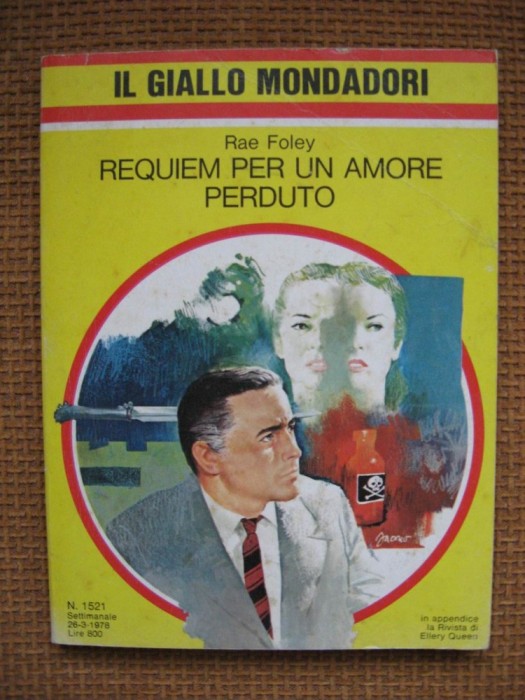 IL GIALLO MONDADORI
Rae Foley
REQUIEM PER UN AMORE
PERDUTO
N. 1521
Settimanale
26-3-1978
Lire 800
in appendice
la Rivista di
Ellery Queen